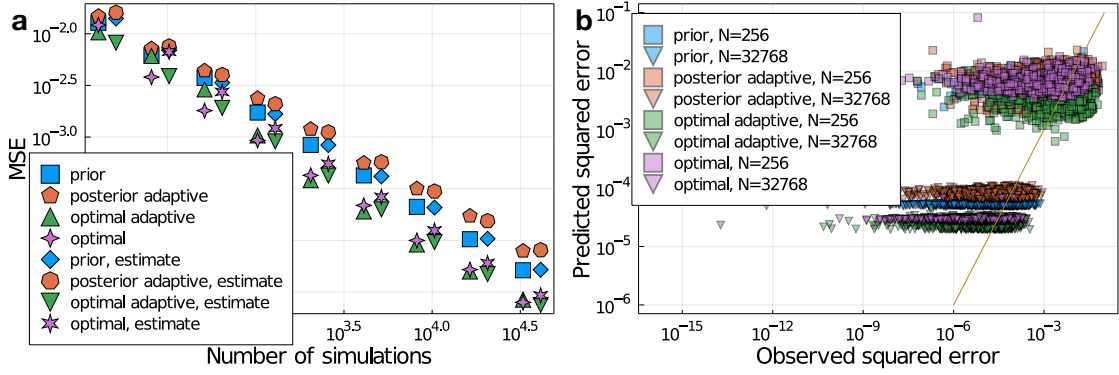 a
MSE
10^-2.0
10^-2.5
10^-3.0
prior
posterior adaptive
optimal adaptive
optimal
prior, estimate
posterior adaptive, estimate
optimal adaptive, estimate
optimal, estimate
10^3.5
10^4.0
10^4.5
Number of simulations
b
Predicted squared error
10^-1
10^-2
10^-3
10^-4
10^-5
10^-6
prior, N=256
prior, N=32768
posterior adaptive, N=256
posterior adaptive, N=32768
optimal adaptive, N=256
optimal adaptive, N=32768
optimal, N=256
optimal, N=32768
10^-15
10^-12
10^-9
10^-6
10^-3
Observed squared error